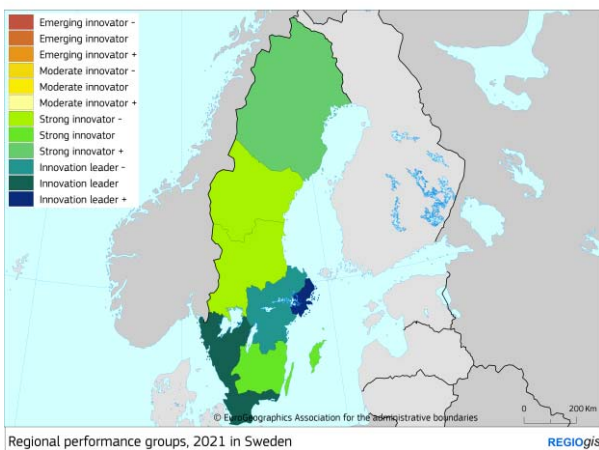 Emerging innovator -
Emerging innovator
Emerging innovator +
Moderate innovator -
Moderate innovator
Moderate innovator +
Strong innovator -
Strong innovator
Strong innovator +
Innovation leader -
Innovation leader
Innovation leader +
© EuroGeographics Association for the administrative boundaries
0 200 Km
Regional performance groups, 2021 in Sweden
REGIOgis